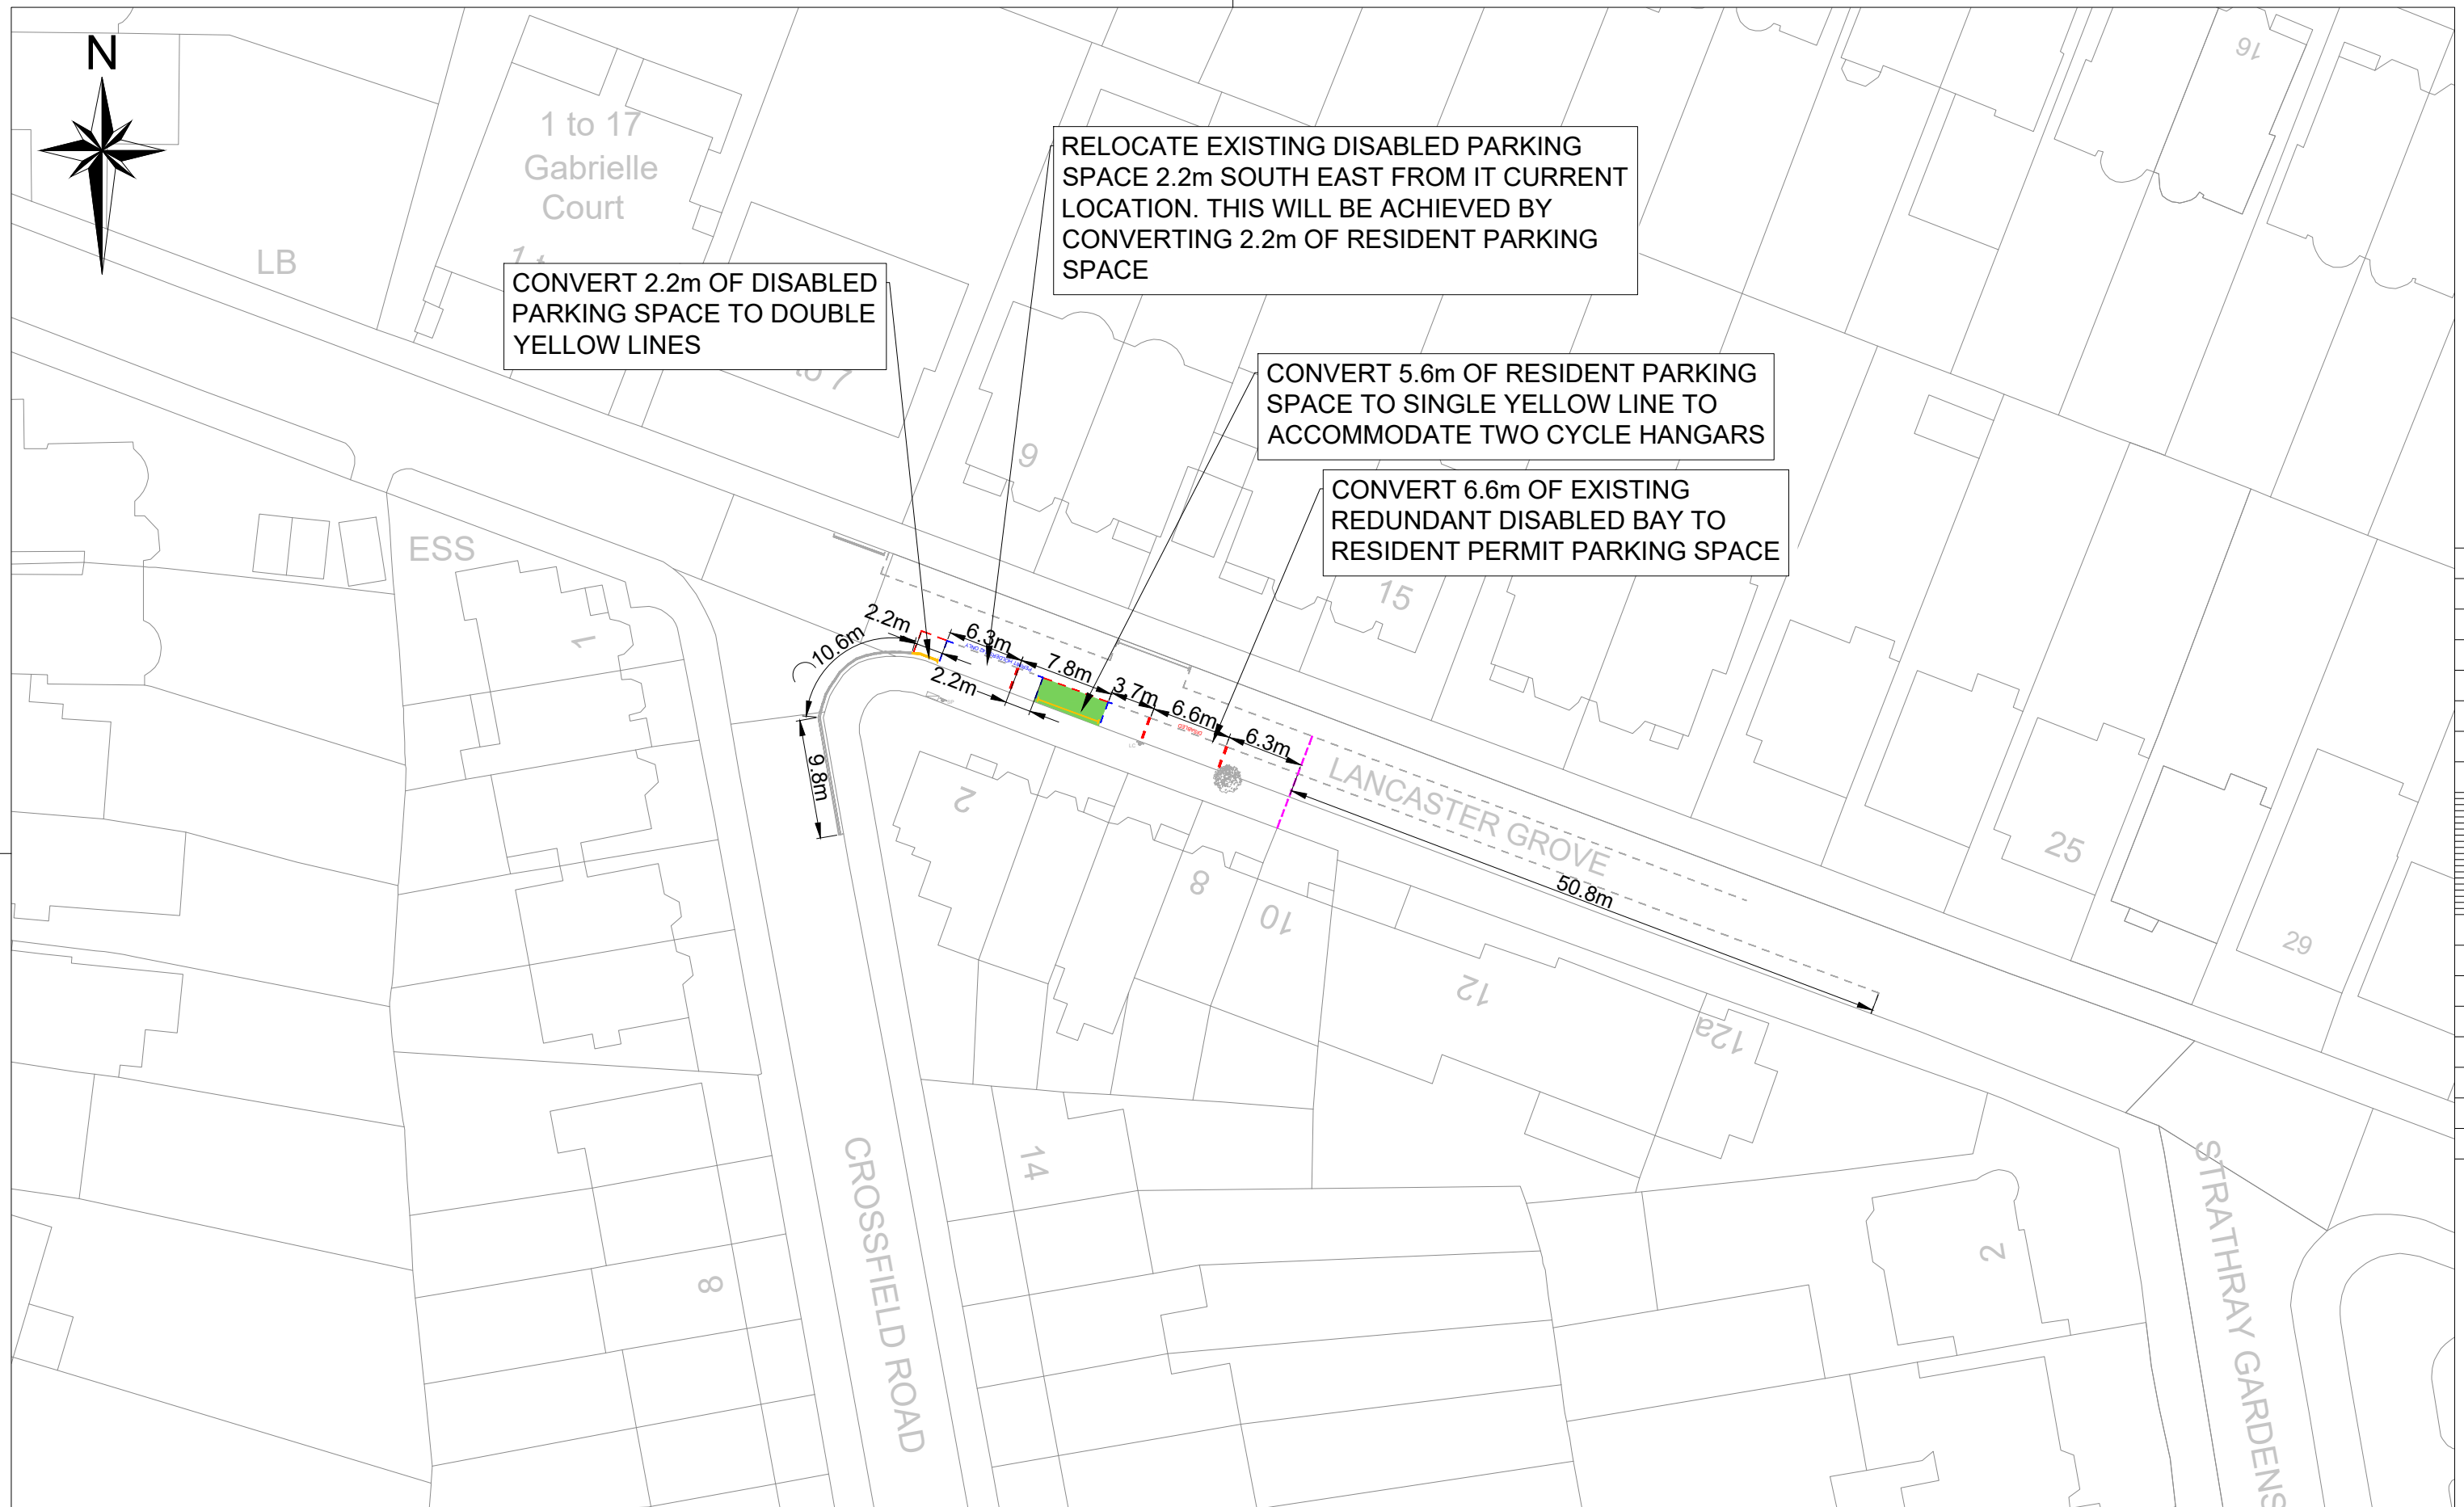 N
16
1 to 17
Gabrielle
Court
LB
RELOCATE EXISTING DISABLED PARKING
SPACE 2.2m SOUTH EAST FROM IT CURRENT
LOCATION. THIS WILL BE ACHIEVED BY
CONVERTING 2.2m OF RESIDENT PARKING
SPACE
CONVERT 2.2m OF DISABLED
PARKING SPACE TO DOUBLE
YELLOW LINES
to 7
CONVERT 5.6m OF RESIDENT PARKING
SPACE TO SINGLE YELLOW LINE TO
ACCOMMODATE TWO CYCLE HANGARS
9
CONVERT 6.6m OF EXISTING
REDUNDANT DISABLED BAY TO
RESIDENT PERMIT PARKING SPACE
ESS
15
1
2.2m
10.6m
6.3m
7.8m
2.2m
3.7m
6.6m
6.3m
9.8m
2
LANCASTER GROVE
25
50.8m
8
10
29
12
12a
14
CROSSFIELD ROAD
8
2
STRATHRAY GARDENS